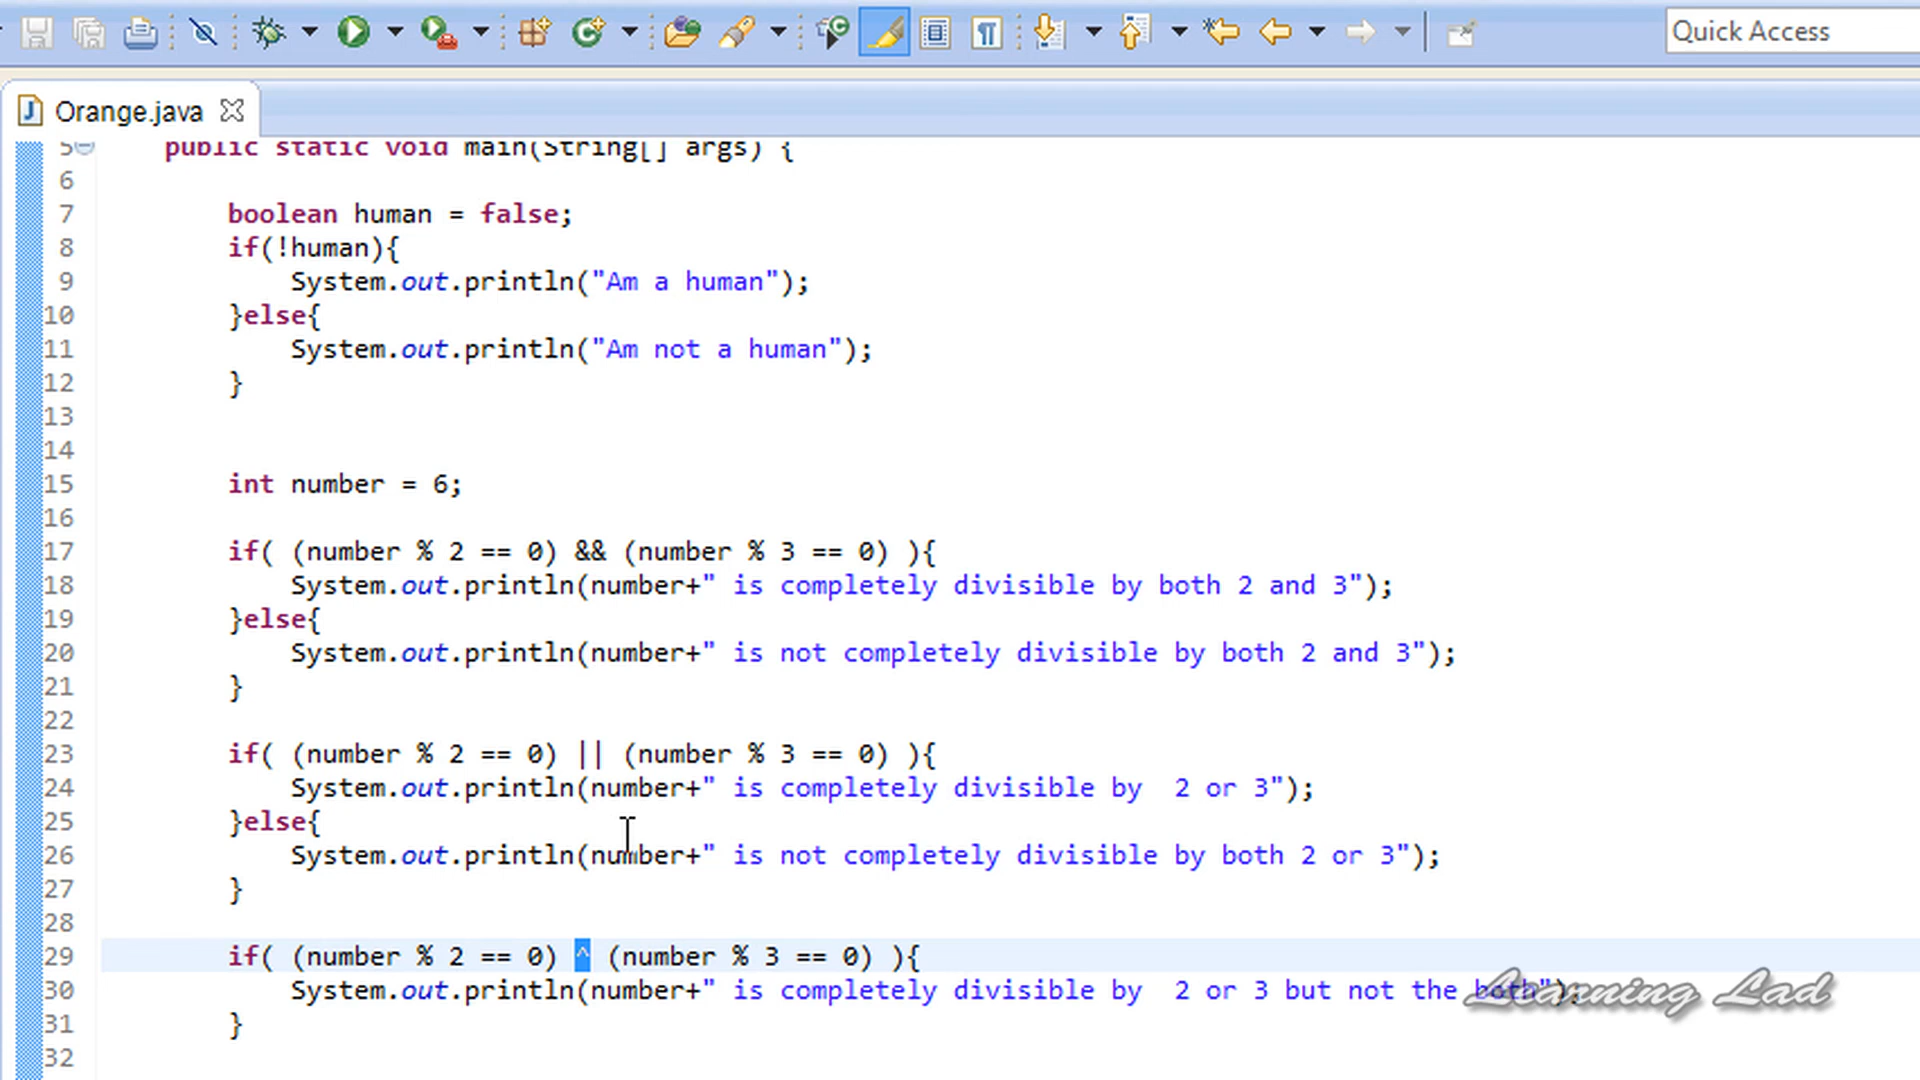 Quick Access
Orange.java
5 public static void main(String[] args) {
6
7 boolean human = false;
8 if(!human){
9 System.out.println("Am a human");
10 }else{
11 System.out.println("Am not a human");
12 }
13
14
15 int number = 6;
16
17 if( (number % 2 == 0) && (number % 3 == 0) ){
18 System.out.println(number+" is completely divisible by both 2 and 3");
19 }else{
20 System.out.println(number+" is not completely divisible by both 2 and 3");
21 }
22
23 if( (number % 2 == 0) || (number % 3 == 0) ){
24 System.out.println(number+" is completely divisible by  2 or 3");
25 }else{
26 System.out.println(number+" is not completely divisible by both 2 or 3");
27 }
28
29 if( (number % 2 == 0) ^ (number % 3 == 0) ){
30 System.out.println(number+" is completely divisible by  2 or 3 but not the both");
Learning Lad
31 }
32